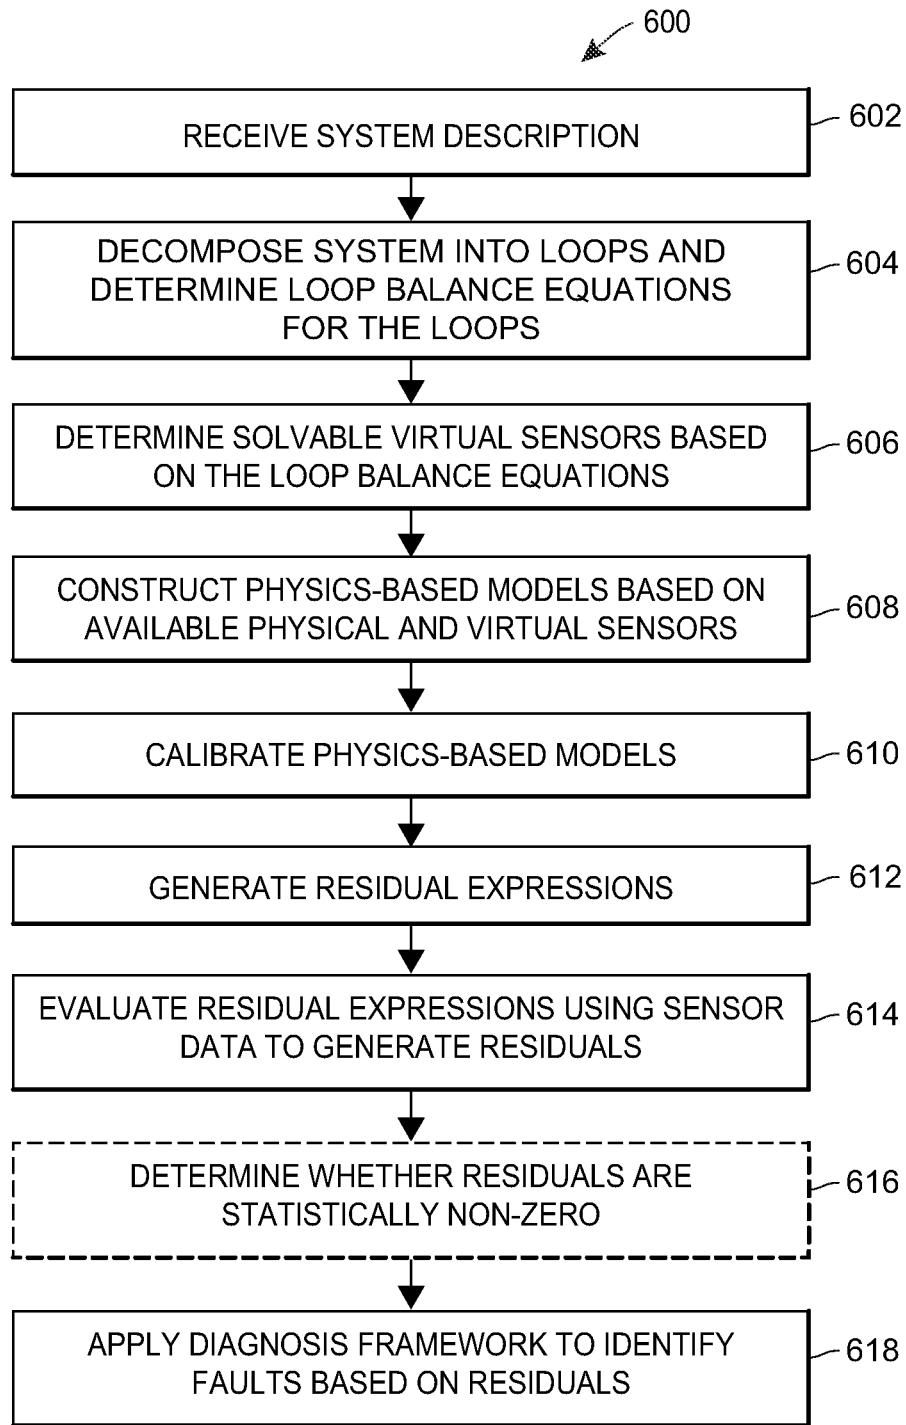 600
RECEIVE SYSTEM DESCRIPTION
602
DECOMPOSE SYSTEM INTO LOOPS AND
DETERMINE LOOP BALANCE EQUATIONS
FOR THE LOOPS
604
DETERMINE SOLVABLE VIRTUAL SENSORS BASED
ON THE LOOP BALANCE EQUATIONS
606
CONSTRUCT PHYSICS-BASED MODELS BASED ON
AVAILABLE PHYSICAL AND VIRTUAL SENSORS
608
CALIBRATE PHYSICS-BASED MODELS
610
GENERATE RESIDUAL EXPRESSIONS
612
EVALUATE RESIDUAL EXPRESSIONS USING SENSOR
DATA TO GENERATE RESIDUALS
614
DETERMINE WHETHER RESIDUALS ARE
STATISTICALLY NON-ZERO
616
APPLY DIAGNOSIS FRAMEWORK TO IDENTIFY
FAULTS BASED ON RESIDUALS
618